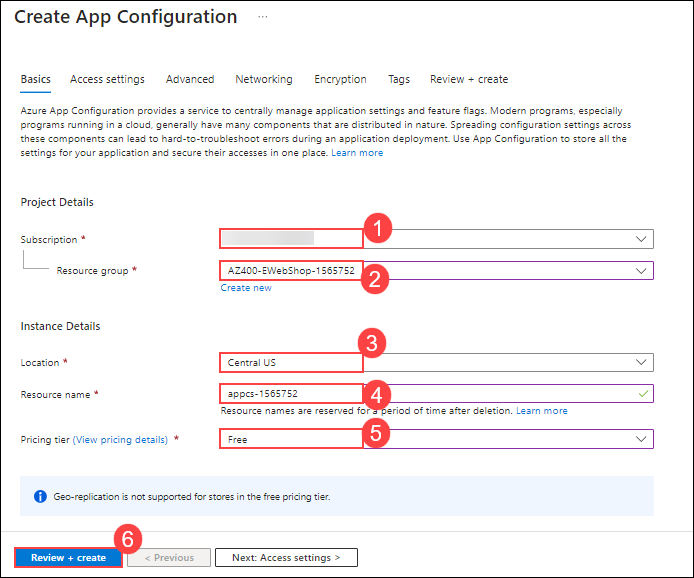 Create App Configuration ...
Basics Access settings Advanced Networking Encryption Tags Review + create
Azure App Configuration provides a service to centrally manage application settings and feature flags. Modern programs, especially
programs running in a cloud, generally have many components that are distributed in nature. Spreading configuration settings across
these components can lead to hard-to-troubleshoot errors during an application deployment. Use App Configuration to store all the
settings for your application and secure their accesses in one place. Learn more
Project Details
1
Subscription *
Resource group * AZ400-EWebShop-1565752 2
Create new
Instance Details
3
Location * Central US
Resource name * appcs-1565752 4
Resource names are reserved for a period of time after deletion. Learn more
Pricing tier (View pricing details) * Free 5
Geo-replication is not supported for stores in the free pricing tier.
6
Review + create < Previous Next: Access settings >